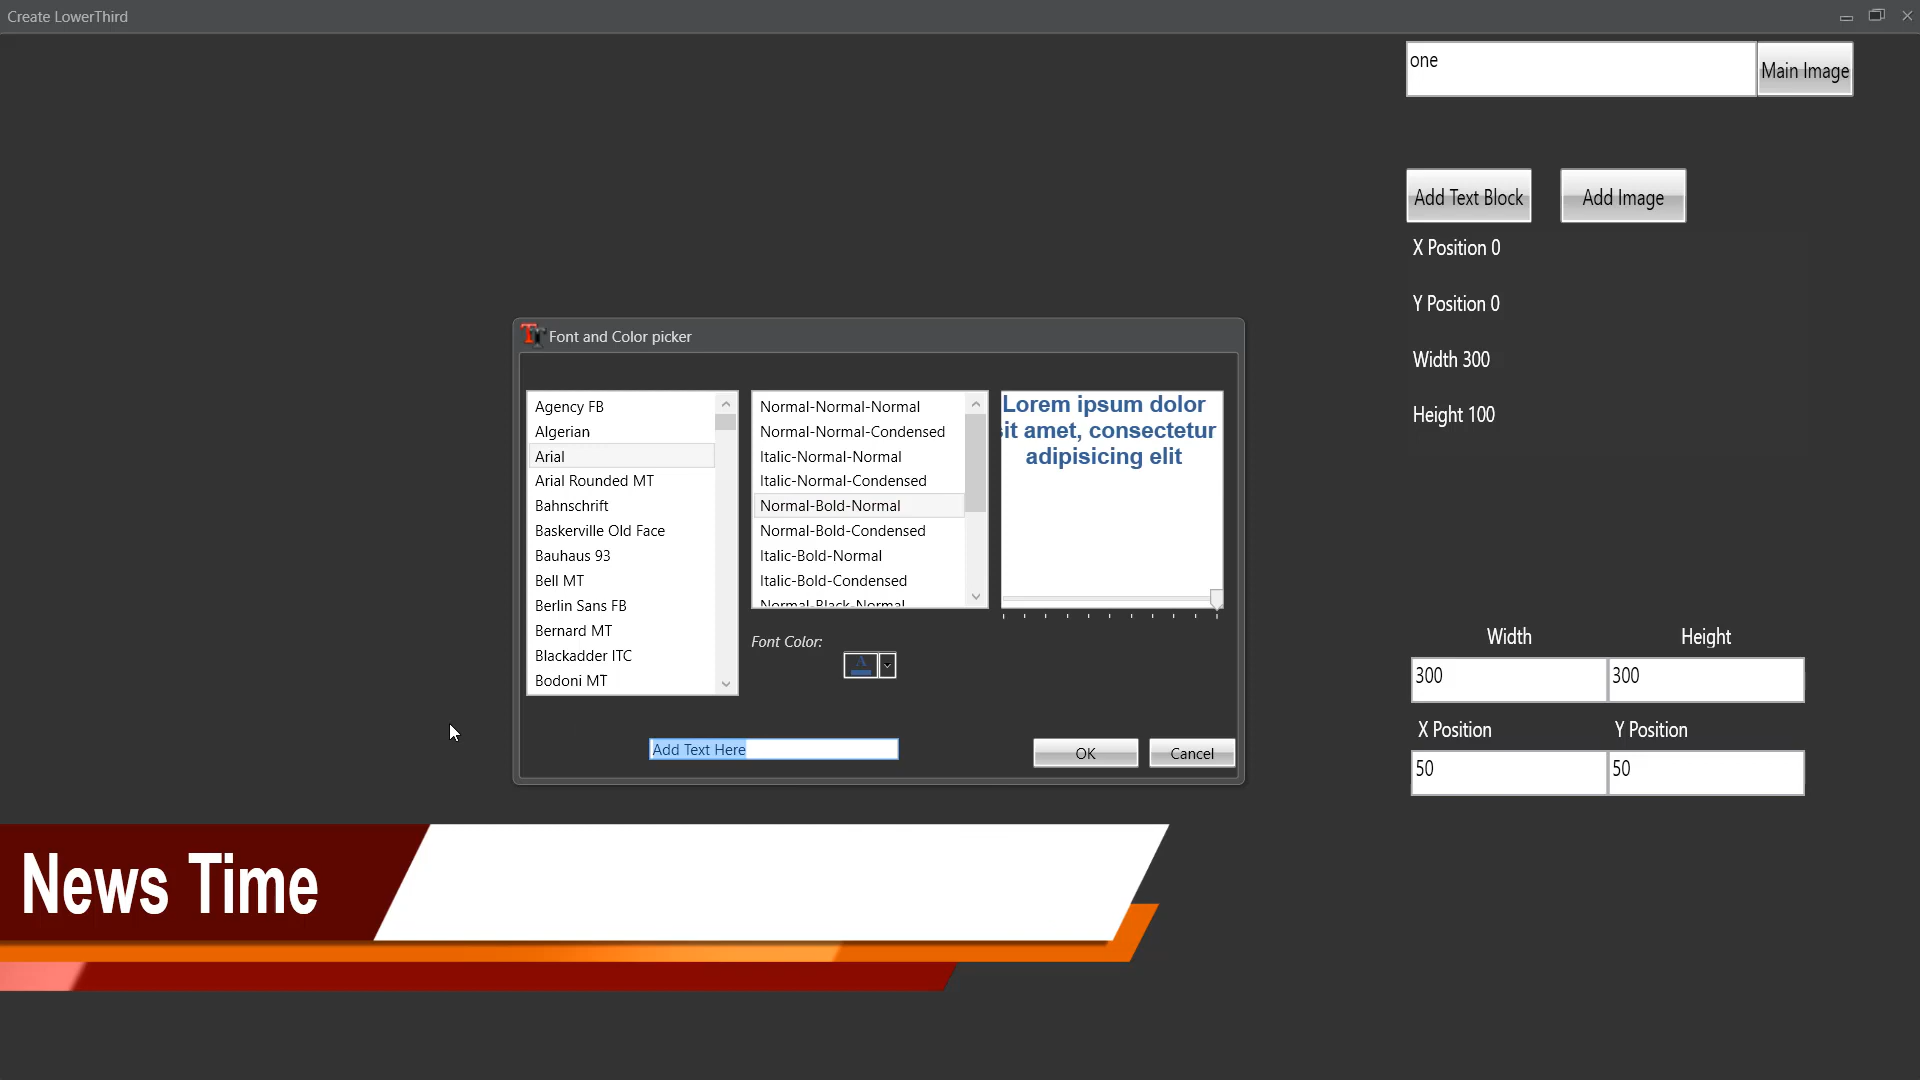 Create LowerThird
one
Main Image
Add Text Block
Add Image
X Position 0
Y Position 0
Width 300
Height 100
Font and Color picker
Agency FB
Algerian
Arial
Arial Rounded MT
Bahnschrift
Baskerville Old Face
Bauhaus 93
Bell MT
Berlin Sans FB
Bernard MT
Blackadder ITC
Bodoni MT
Normal-Normal-Normal
Normal-Normal-Condensed
Italic-Normal-Normal
Italic-Normal-Condensed
Normal-Bold-Normal
Normal-Bold-Condensed
Italic-Bold-Normal
Italic-Bold-Condensed
Normal-Black-Normal
Lorem ipsum dolor
sit amet, consectetur
adipisicing elit
Font Color:
A
Add Text Here
OK
Cancel
Width
Height
300
300
X Position
Y Position
50
50
News Time